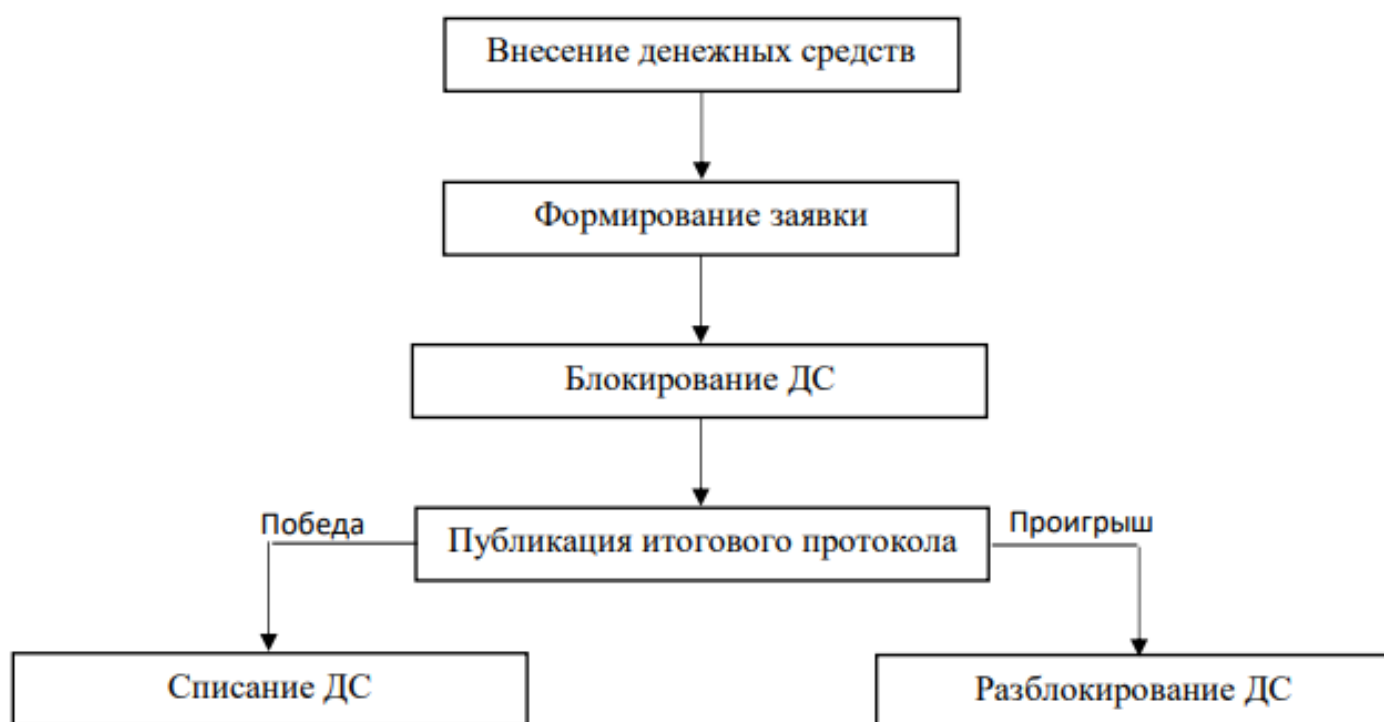 Внесение денежных средств
Формирование заявки
Блокирование ДС
Победа
Публикация итогового протокола
Проигрыш
Списание ДС
Разблокирование ДС